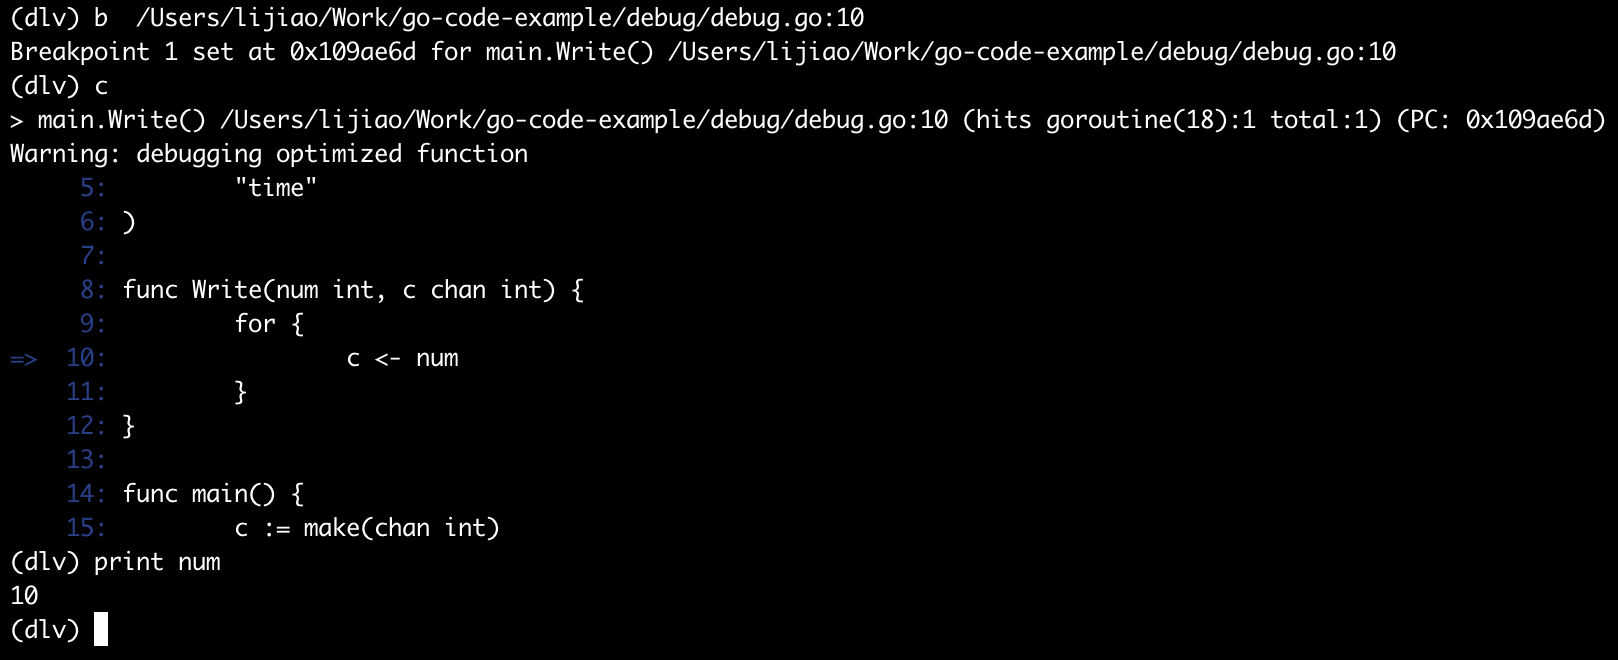 (dlv) b  /Users/lijiao/Work/go-code-example/debug/debug.go:10
Breakpoint 1 set at 0x109ae6d for main.Write() /Users/lijiao/Work/go-code-example/debug/debug.go:10
(dlv) c
> main.Write() /Users/lijiao/Work/go-code-example/debug/debug.go:10 (hits goroutine(18):1 total:1) (PC: 0x109ae6d)
Warning: debugging optimized function
     5:         "time"
     6: )
     7:
     8: func Write(num int, c chan int) {
     9:         for {
=>  10:                 c <- num
    11:         }
    12: }
    13:
    14: func main() {
    15:         c := make(chan int)
(dlv) print num
10
(dlv)